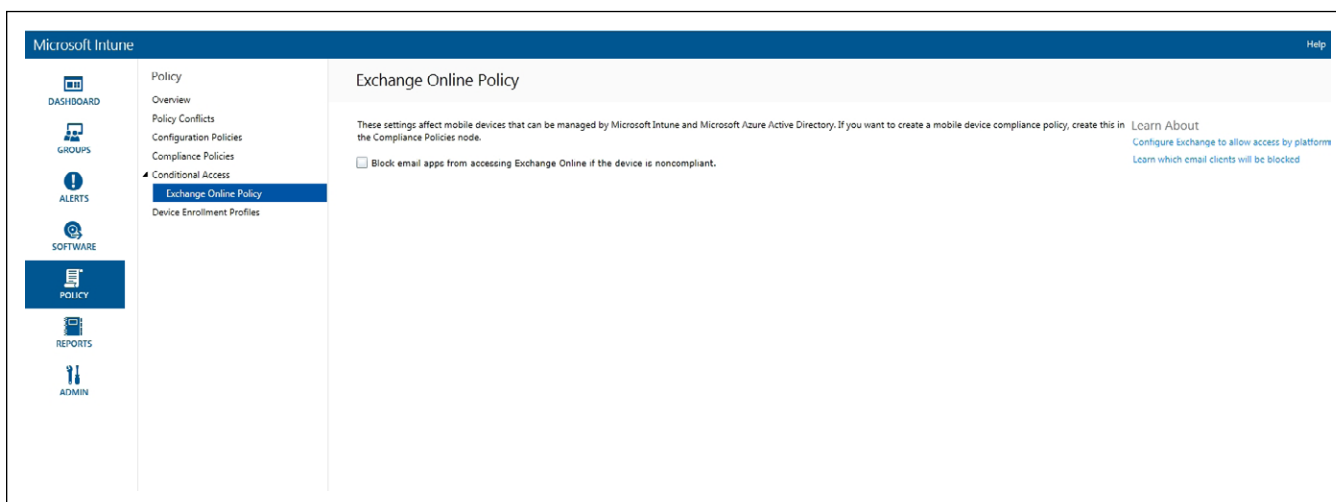 Microsoft Intune
Help
DASHBOARD
GROUPS
ALERTS
SOFTWARE
POLICY
REPORTS
ADMIN
Policy
Overview
Policy Conflicts
Configuration Policies
Compliance Policies
Conditional Access
Exchange Online Policy
Device Enrollment Profiles
Exchange Online Policy
These settings affect mobile devices that can be managed by Microsoft Intune and Microsoft Azure Active Directory. If you want to create a mobile device compliance policy, create this in
the Compliance Policies node.
Block email apps from accessing Exchange Online if the device is noncompliant.
Learn About
Configure Exchange to allow access by platform
Learn which email clients will be blocked